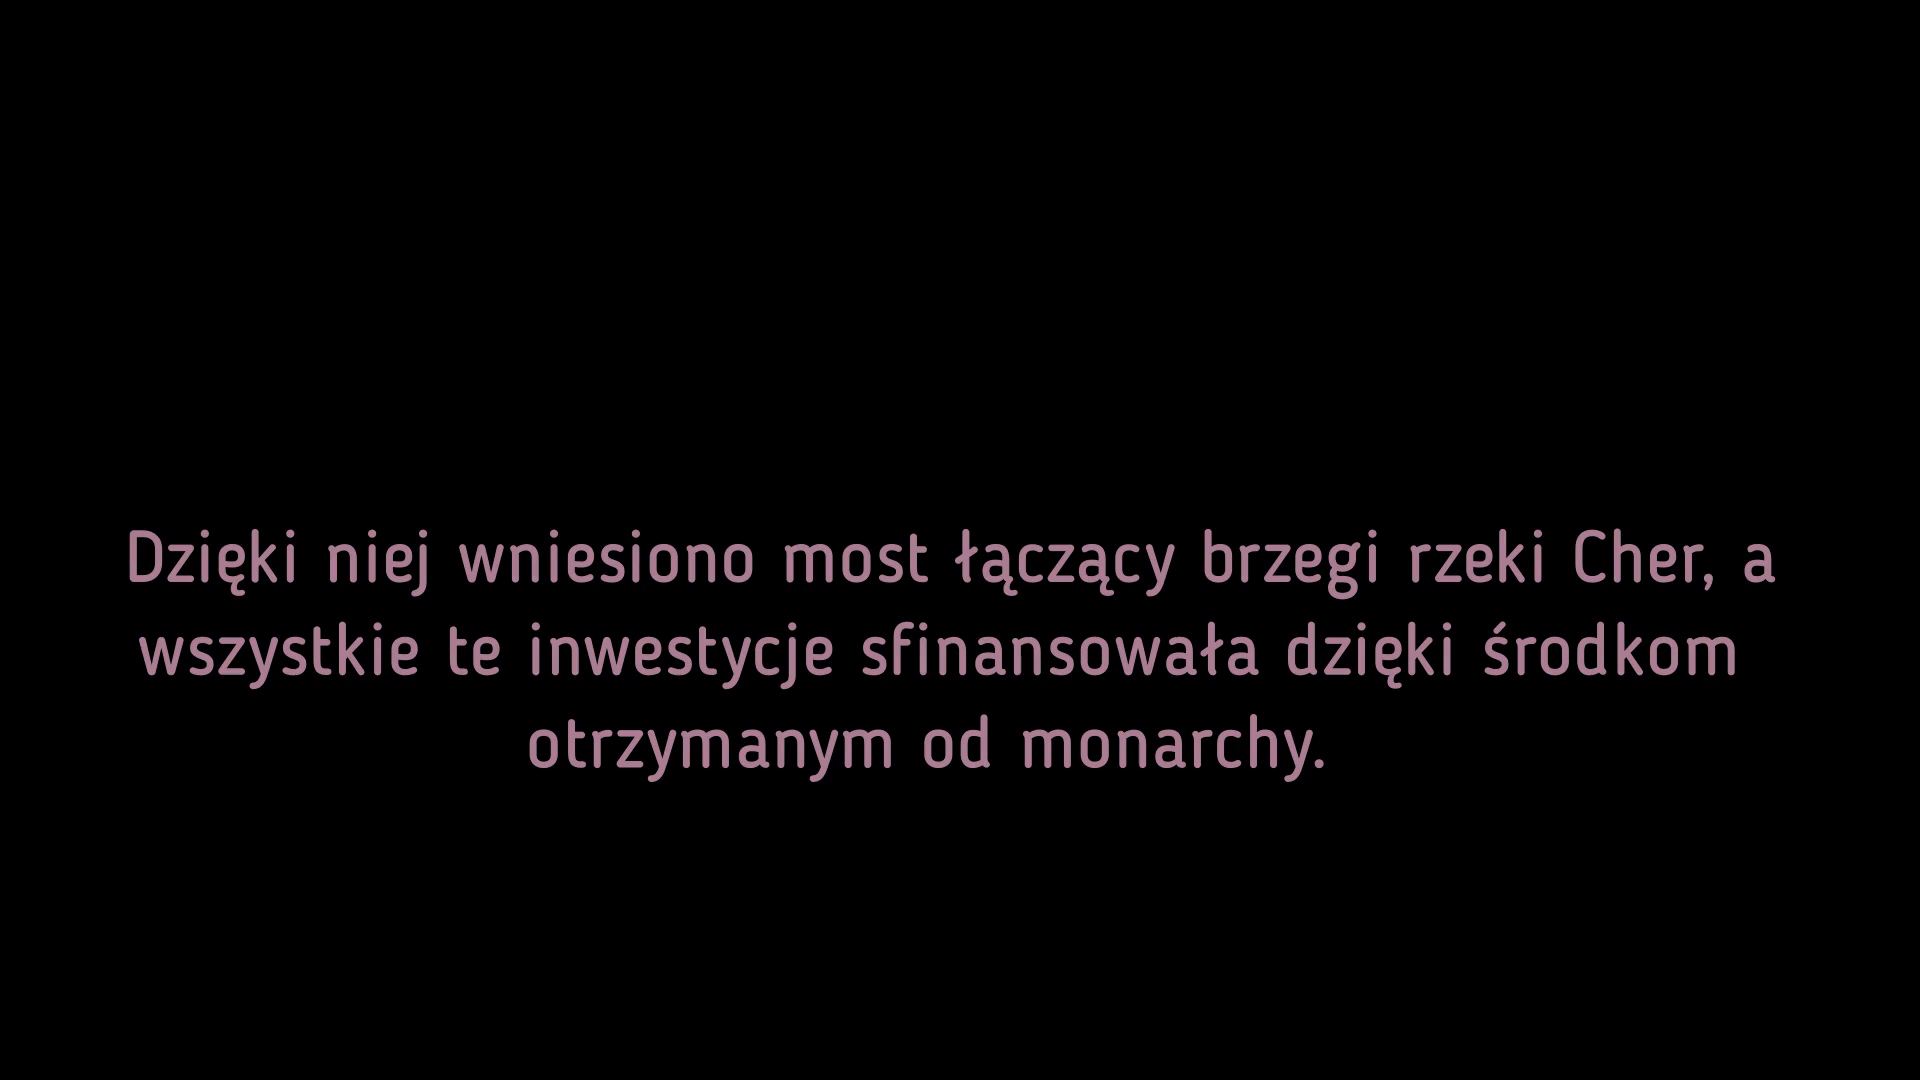 Dzięki niej wniesiono most łączący brzegi rzeki Cher, a
wszystkie te inwestycje sfinansowała dzięki środkom
otrzymanym od monarchy.